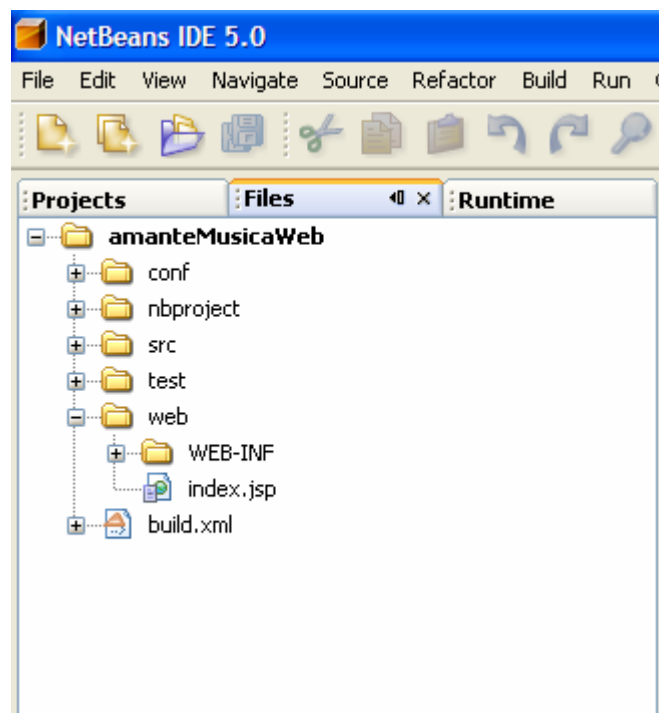 NetBeans IDE 5.0
File Edit View Navigate Source Refactor Build Run
Projects Files Runtime
amanteMusicaWeb
conf
nbproject
src
test
web
WEB-INF
index.jsp
build.xml